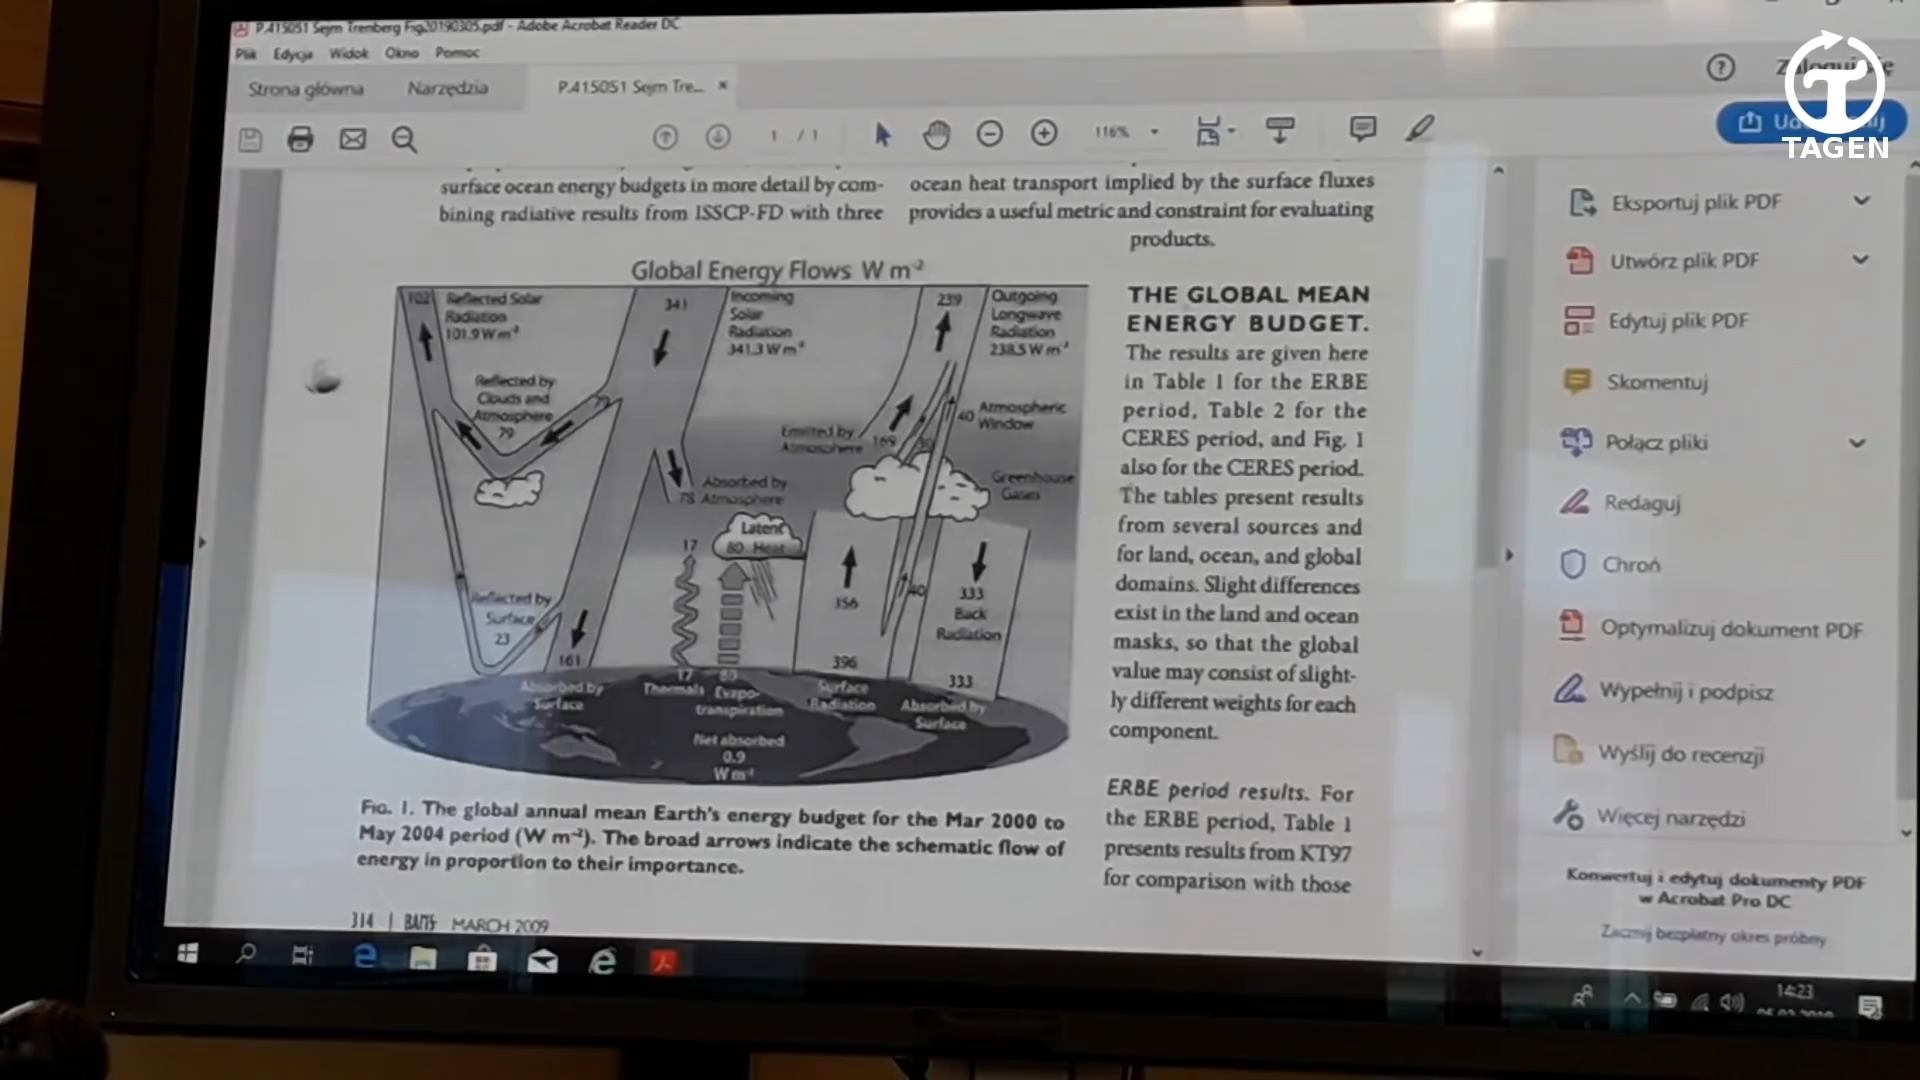 P.415051 Sejm Trenberg Fig20190305.pdf - Adobe Acrobat Reader DC
Plik Edycja Widok Okno Pomoc
Strona główna Narzędzia P.415051 Sejm Tre... ×
1 / 1 116%
TAGEN
surface ocean energy budgets in more detail by com-
bining radiative results from ISSCP-FD with three
ocean heat transport implied by the surface fluxes
provides a useful metric and constraint for evaluating
products.
Global Energy Flows W m-2
102 Reflected Solar
Radiation
101.9 W m-2
341 Incoming
Solar
Radiation
341.3 W m-2
239 Outgoing
Longwave
Radiation
238.5 W m-2
Reflected by
Clouds and
Atmosphere
79
79
Emitted by
Atmosphere
169
30
40 Atmospheric
Window
Greenhouse
Gases
Absorbed by
78 Atmosphere
Latent
80 Heat
17
Reflected by
Surface
23
161
Absorbed by
Surface
17
Thermals
80
Evapo-
transpiration
356
40
396
Surface
Radiation
333
Back
Radiation
333
Absorbed by
Surface
Net absorbed
0.9
W m-2
FIG. 1. The global annual mean Earth's energy budget for the Mar 2000 to
May 2004 period (W m-2). The broad arrows indicate the schematic flow of
energy in proportion to their importance.
314 | BAMS MARCH 2009
THE GLOBAL MEAN
ENERGY BUDGET.
The results are given here
in Table 1 for the ERBE
period, Table 2 for the
CERES period, and Fig. 1
also for the CERES period.
The tables present results
from several sources and
for land, ocean, and global
domains. Slight differences
exist in the land and ocean
masks, so that the global
value may consist of slight-
ly different weights for each
component.
ERBE period results. For
the ERBE period, Table 1
presents results from KT97
for comparison with those
Eksportuj plik PDF
Utwórz plik PDF
Edytuj plik PDF
Skomentuj
Połącz pliki
Redaguj
Chroń
Optymalizuj dokument PDF
Wypełnij i podpisz
Wyślij do recenzji
Więcej narzędzi
Konwertuj i edytuj dokumenty PDF
w Acrobat Pro DC
Zacznij bezpłatny okres próbny
14:23